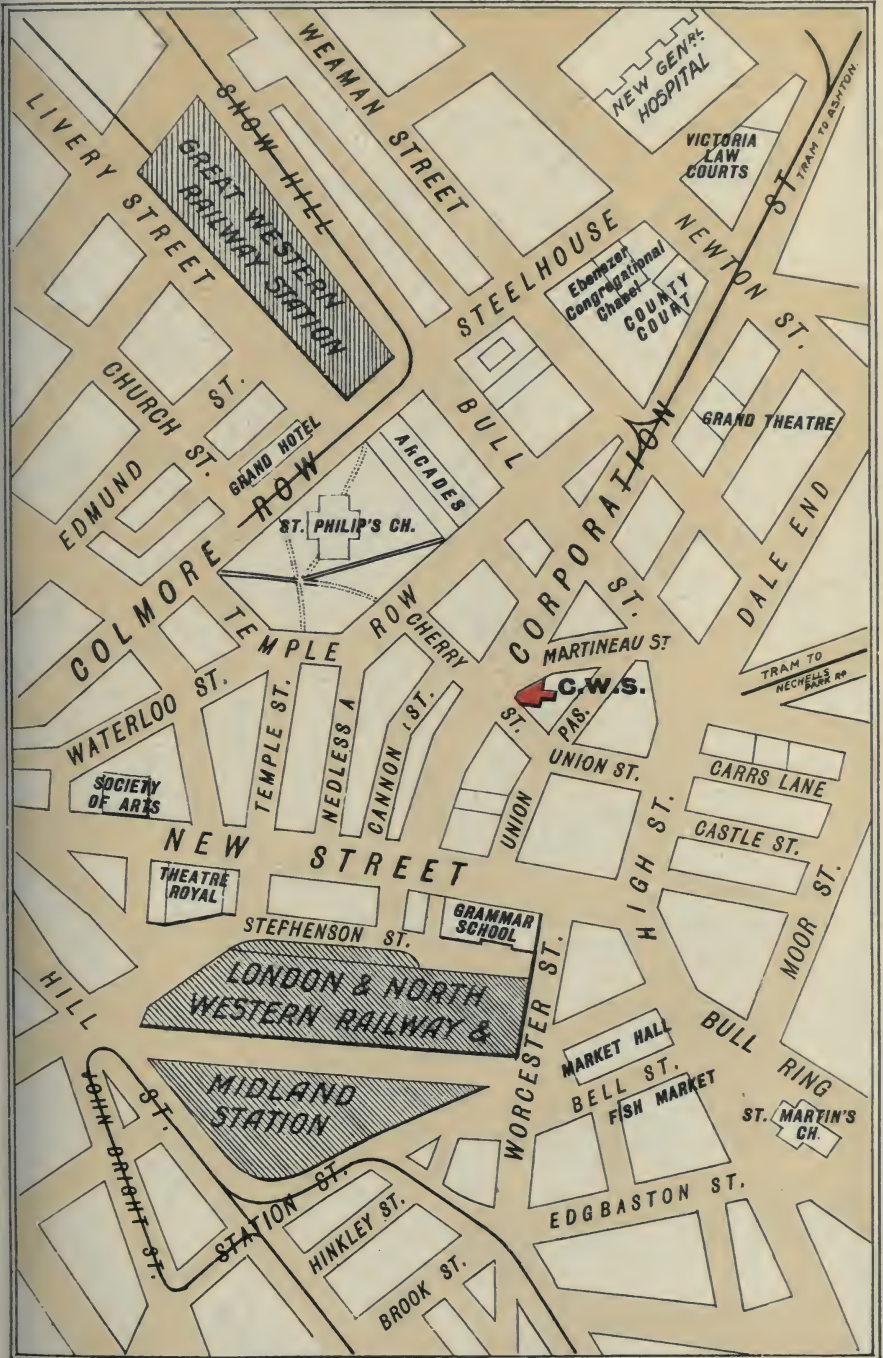 WEAMAN STREET
SNOW HILL
LIVERY STREET
GREAT WESTERN
RAILWAY STATION
NEW GENRL
HOSPITAL
VICTORIA
LAW
COURTS
TRAM TO ASHTON.
STEELHOUSE
NEWTON ST.
Ebenezer
Congregational
Chapel
COUNTY
COURT
CORPORATION ST.
CHURCH ST.
EDMUND ST.
GRAND HOTEL
COLMORE ROW
ARCADES
BULL ST.
GRAND THEATRE
ST. PHILIP'S CH.
DALE END
TEMPLE ROW
CHERRY ST.
MARTINEAU ST
TRAM TO
NECHELLS
PARK RD
C.W.S.
WATERLOO ST.
TEMPLE ST.
NEDLESS A
CANNON ST.
UNION PAS.
UNION ST.
UNION ST.
CARRS LANE
SOCIETY
OF ARTS
CASTLE ST.
HIGH ST.
NEW STREET
MOOR ST.
THEATRE
ROYAL
GRAMMAR
SCHOOL
STEPHENSON ST.
LONDON & NORTH
WESTERN RAILWAY &
MIDLAND
STATION
WORCESTER ST.
HILL ST.
JOHN BRIGHT ST.
BULL RING
MARKET HALL
BELL ST.
FISH MARKET
ST. MARTIN'S
CH.
STATION ST.
EDGBASTON ST.
HINKLEY ST.
BROOK ST.